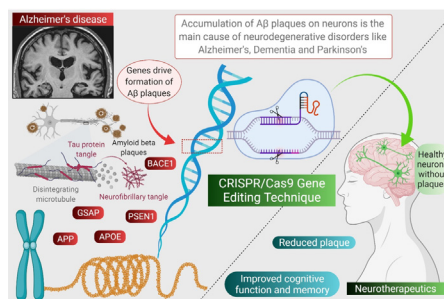 Alzheimer's disease
Accumulation of Aβ plaques on neurons is the
main cause of neurodegenerative disorders like
Alzheimer's, Dementia and Parkinson's
Genes drive
formation of
Aβ plaques
Tau protein
tangle
Amyloid beta
plaques
BACE1
Disintegrating
microtubule
Neurofibrillary tangle
GSAP
PSEN1
APP
APOE
CRISPR/Cas9 Gene
Editing Technique
Healthy
neuron
without
plaque
Reduced plaque
Improved cognitive
function and memory
Neurotherapeutics